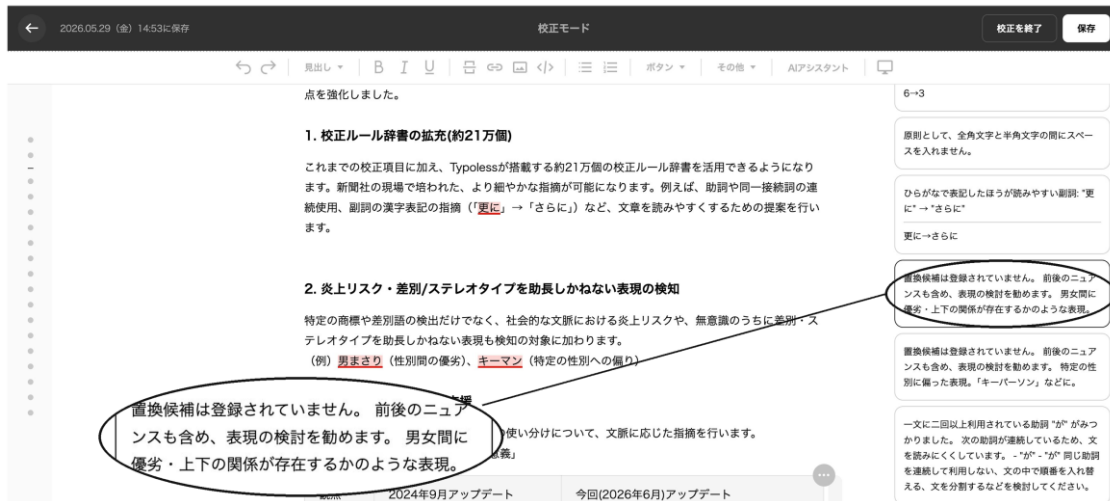 2026.05.29（金）14:53に保存
校正モード
校正を終了
保存
見出し
B I U
ボタン
その他
AIアシスタント
点を強化しました。
1. 校正ルール辞書の拡充(約21万個)
これまでの校正項目に加え、Typolessが搭載する約21万個の校正ルール辞書を活用できるようになり
ます。新聞社の現場で培われた、より細やかな指摘が可能になります。例えば、助詞や同一接続詞の連
続使用、副詞の漢字表記の指摘（「更に」→「さらに」）など、文章を読みやすくするための提案を行い
ます。
2. 炎上リスク・差別/ステレオタイプを助長しかねない表現の検知
特定の商標や差別語の検出だけでなく、社会的な文脈における炎上リスクや、無意識のうちに差別・ス
テレオタイプを助長しかねない表現も検知の対象に加わります。
（例）男まさり（性別間の優劣）、キーマン（特定の性別への偏り）
援
の使い分けについて、文脈に応じた指摘を行います。
意義」
観点
2024年9月アップデート
今回(2026年6月)アップデート
置換候補は登録されていません。 前後のニュア
ンスも含め、表現の検討を勧めます。 男女間に
優劣・上下の関係が存在するかのような表現。
6→3
原則として、全角文字と半角文字の間にスペー
スを入れません。
ひらがなで表記したほうが読みやすい副詞: "更
に" → "さらに"
更に→さらに
置換候補は登録されていません。 前後のニュア
ンスも含め、表現の検討を勧めます。 男女間に
優劣・上下の関係が存在するかのような表現。
置換候補は登録されていません。 前後のニュア
ンスも含め、表現の検討を勧めます。 特定の性
別に偏った表現。「キーパーソン」などに。
一文に二回以上利用されている助詞 "が" がみつ
かりました。 次の助詞が連続しているため、文
を読みにくくしています。 - "が" - "が" 同じ助詞
を連続して利用しない、文の中で順番を入れ替
える、文を分割するなどを検討してください。